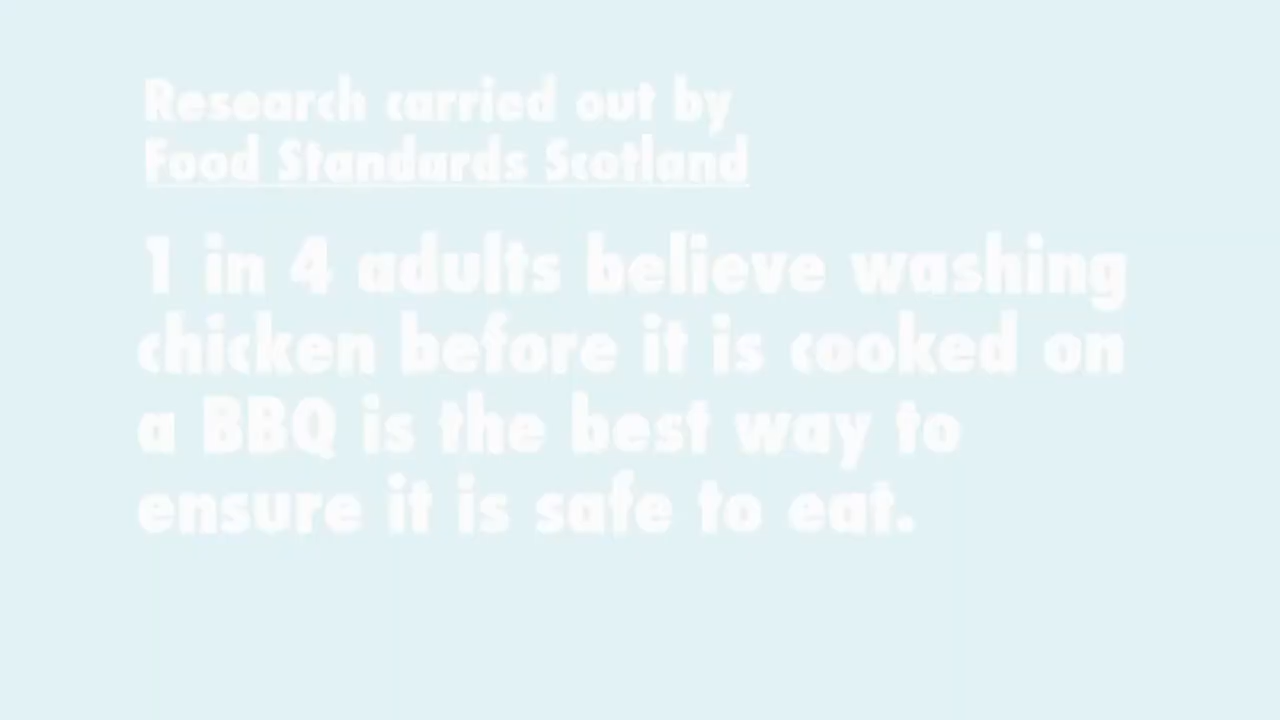 Research carried out by
Food Standards Scotland
1 in 4 adults believe washing
chicken before it is cooked on
a BBQ is the best way to
ensure it is safe to eat.